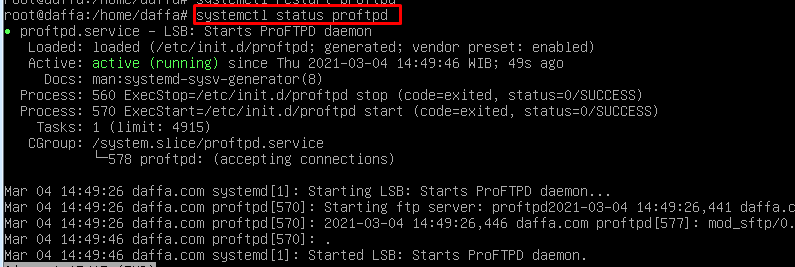 root@daffa:/home/daffa# systemctl restart proftpd
root@daffa:/home/daffa# systemctl status proftpd
● proftpd.service - LSB: Starts ProFTPD daemon
Loaded: loaded (/etc/init.d/proftpd; generated; vendor preset: enabled)
Active: active (running) since Thu 2021-03-04 14:49:46 WIB; 49s ago
Docs: man:systemd-sysv-generator(8)
Process: 560 ExecStop=/etc/init.d/proftpd stop (code=exited, status=0/SUCCESS)
Process: 570 ExecStart=/etc/init.d/proftpd start (code=exited, status=0/SUCCESS)
Tasks: 1 (limit: 4915)
CGroup: /system.slice/proftpd.service
└─578 proftpd: (accepting connections)
Mar 04 14:49:26 daffa.com systemd[1]: Starting LSB: Starts ProFTPD daemon...
Mar 04 14:49:26 daffa.com proftpd[570]: Starting ftp server: proftpd2021-03-04 14:49:26,441 daffa.c
Mar 04 14:49:26 daffa.com proftpd[570]: 2021-03-04 14:49:26,446 daffa.com proftpd[577]: mod_sftp/0.
Mar 04 14:49:46 daffa.com proftpd[570]: .
Mar 04 14:49:46 daffa.com systemd[1]: Started LSB: Starts ProFTPD daemon.